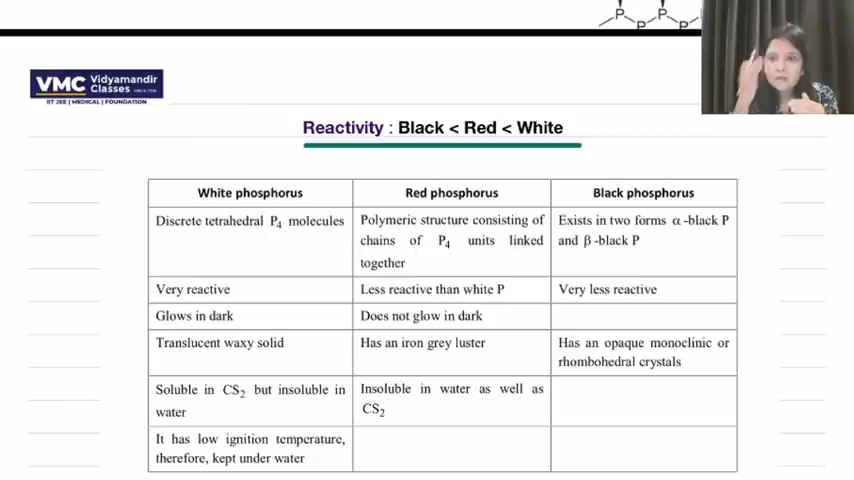 P P P P
VMC Vidyamandir
Classes
IIT JEE | MEDICAL | FOUNDATION
Reactivity : Black < Red < White
White phosphorus Red phosphorus Black phosphorus
Discrete tetrahedral P₄ molecules
Polymeric structure consisting of
chains of P₄ units linked
together
Exists in two forms α -black P
and β -black P
Very reactive
Less reactive than white P
Very less reactive
Glows in dark
Does not glow in dark
Translucent waxy solid
Has an iron grey luster
Has an opaque monoclinic or
rhombohedral crystals
Soluble in CS₂ but insoluble in
water
Insoluble in water as well as
CS₂
It has low ignition temperature,
therefore, kept under water